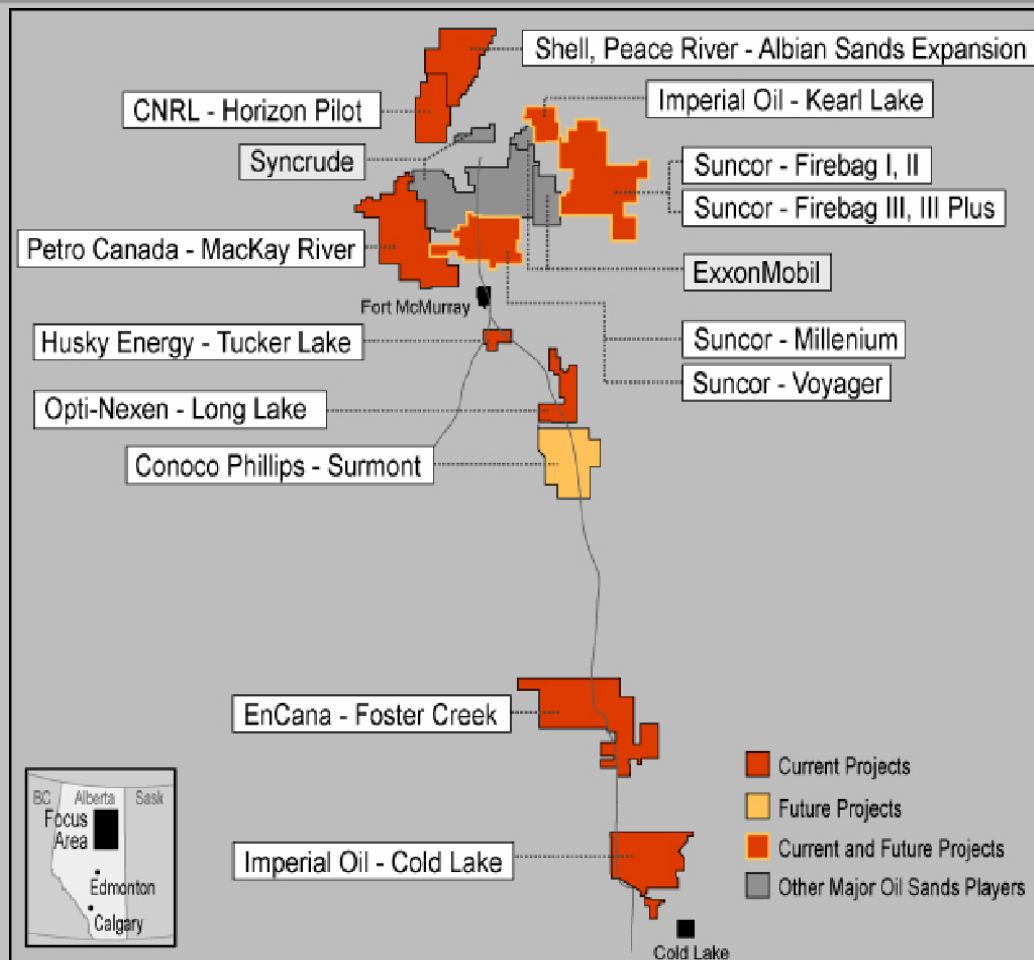 Shell, Peace River - Albian Sands Expansion
CNRL - Horizon Pilot
Imperial Oil - Kearl Lake
Syncrude
Suncor - Firebag I, II
Suncor - Firebag III, III Plus
Petro Canada - MacKay River
ExxonMobil
Fort McMurray
Husky Energy - Tucker Lake
Suncor - Millenium
Suncor - Voyager
Opti-Nexen - Long Lake
Conoco Phillips - Surmont
EnCana - Foster Creek
Current Projects
Future Projects
Current and Future Projects
Other Major Oil Sands Players
BC Alberta Sask
Focus
Area
Edmonton
Calgary
Imperial Oil - Cold Lake
Cold Lake